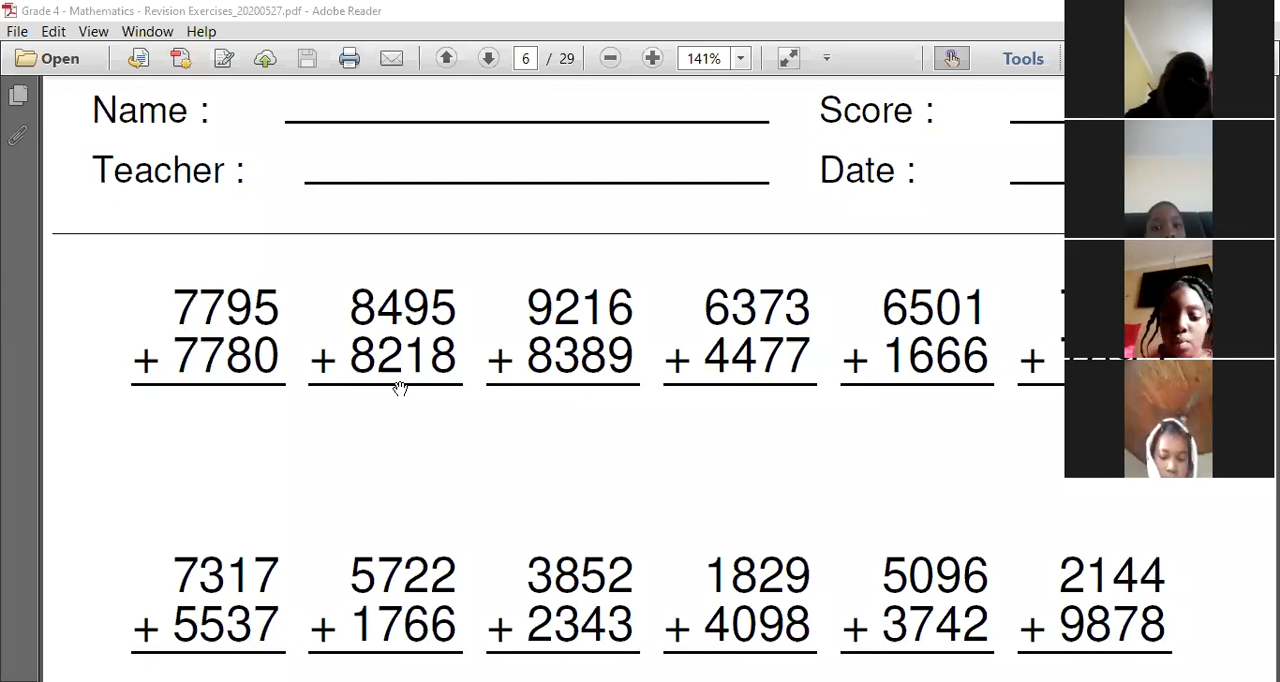 Grade 4 - Mathematics - Revision Exercises_20200527.pdf - Adobe Reader
File Edit View Window Help
Open 6 / 29 141% Tools
Name : Score :
Teacher : Date :
7795 8495 9216 6373 6501
+ 7780 + 8218 + 8389 + 4477 + 1666 +
7317 5722 3852 1829 5096 2144
+ 5537 + 1766 + 2343 + 4098 + 3742 + 9878